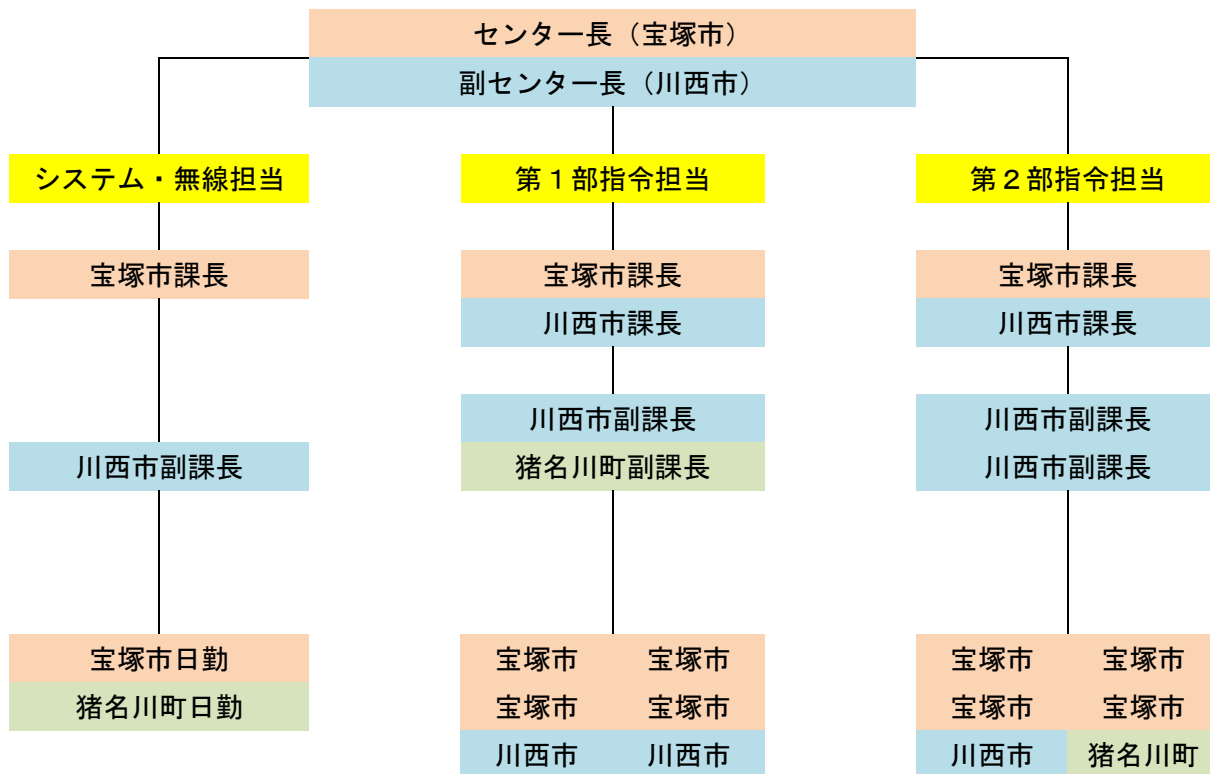 センター長（宝塚市）
副センター長（川西市）
システム・無線担当
宝塚市課長
川西市副課長
宝塚市日勤
猪名川町日勤
第１部指令担当
宝塚市課長
川西市課長
川西市副課長
猪名川町副課長
宝塚市 宝塚市
宝塚市 宝塚市
川西市 川西市
第２部指令担当
宝塚市課長
川西市課長
川西市副課長
川西市副課長
宝塚市 宝塚市
宝塚市 宝塚市
川西市 猪名川町